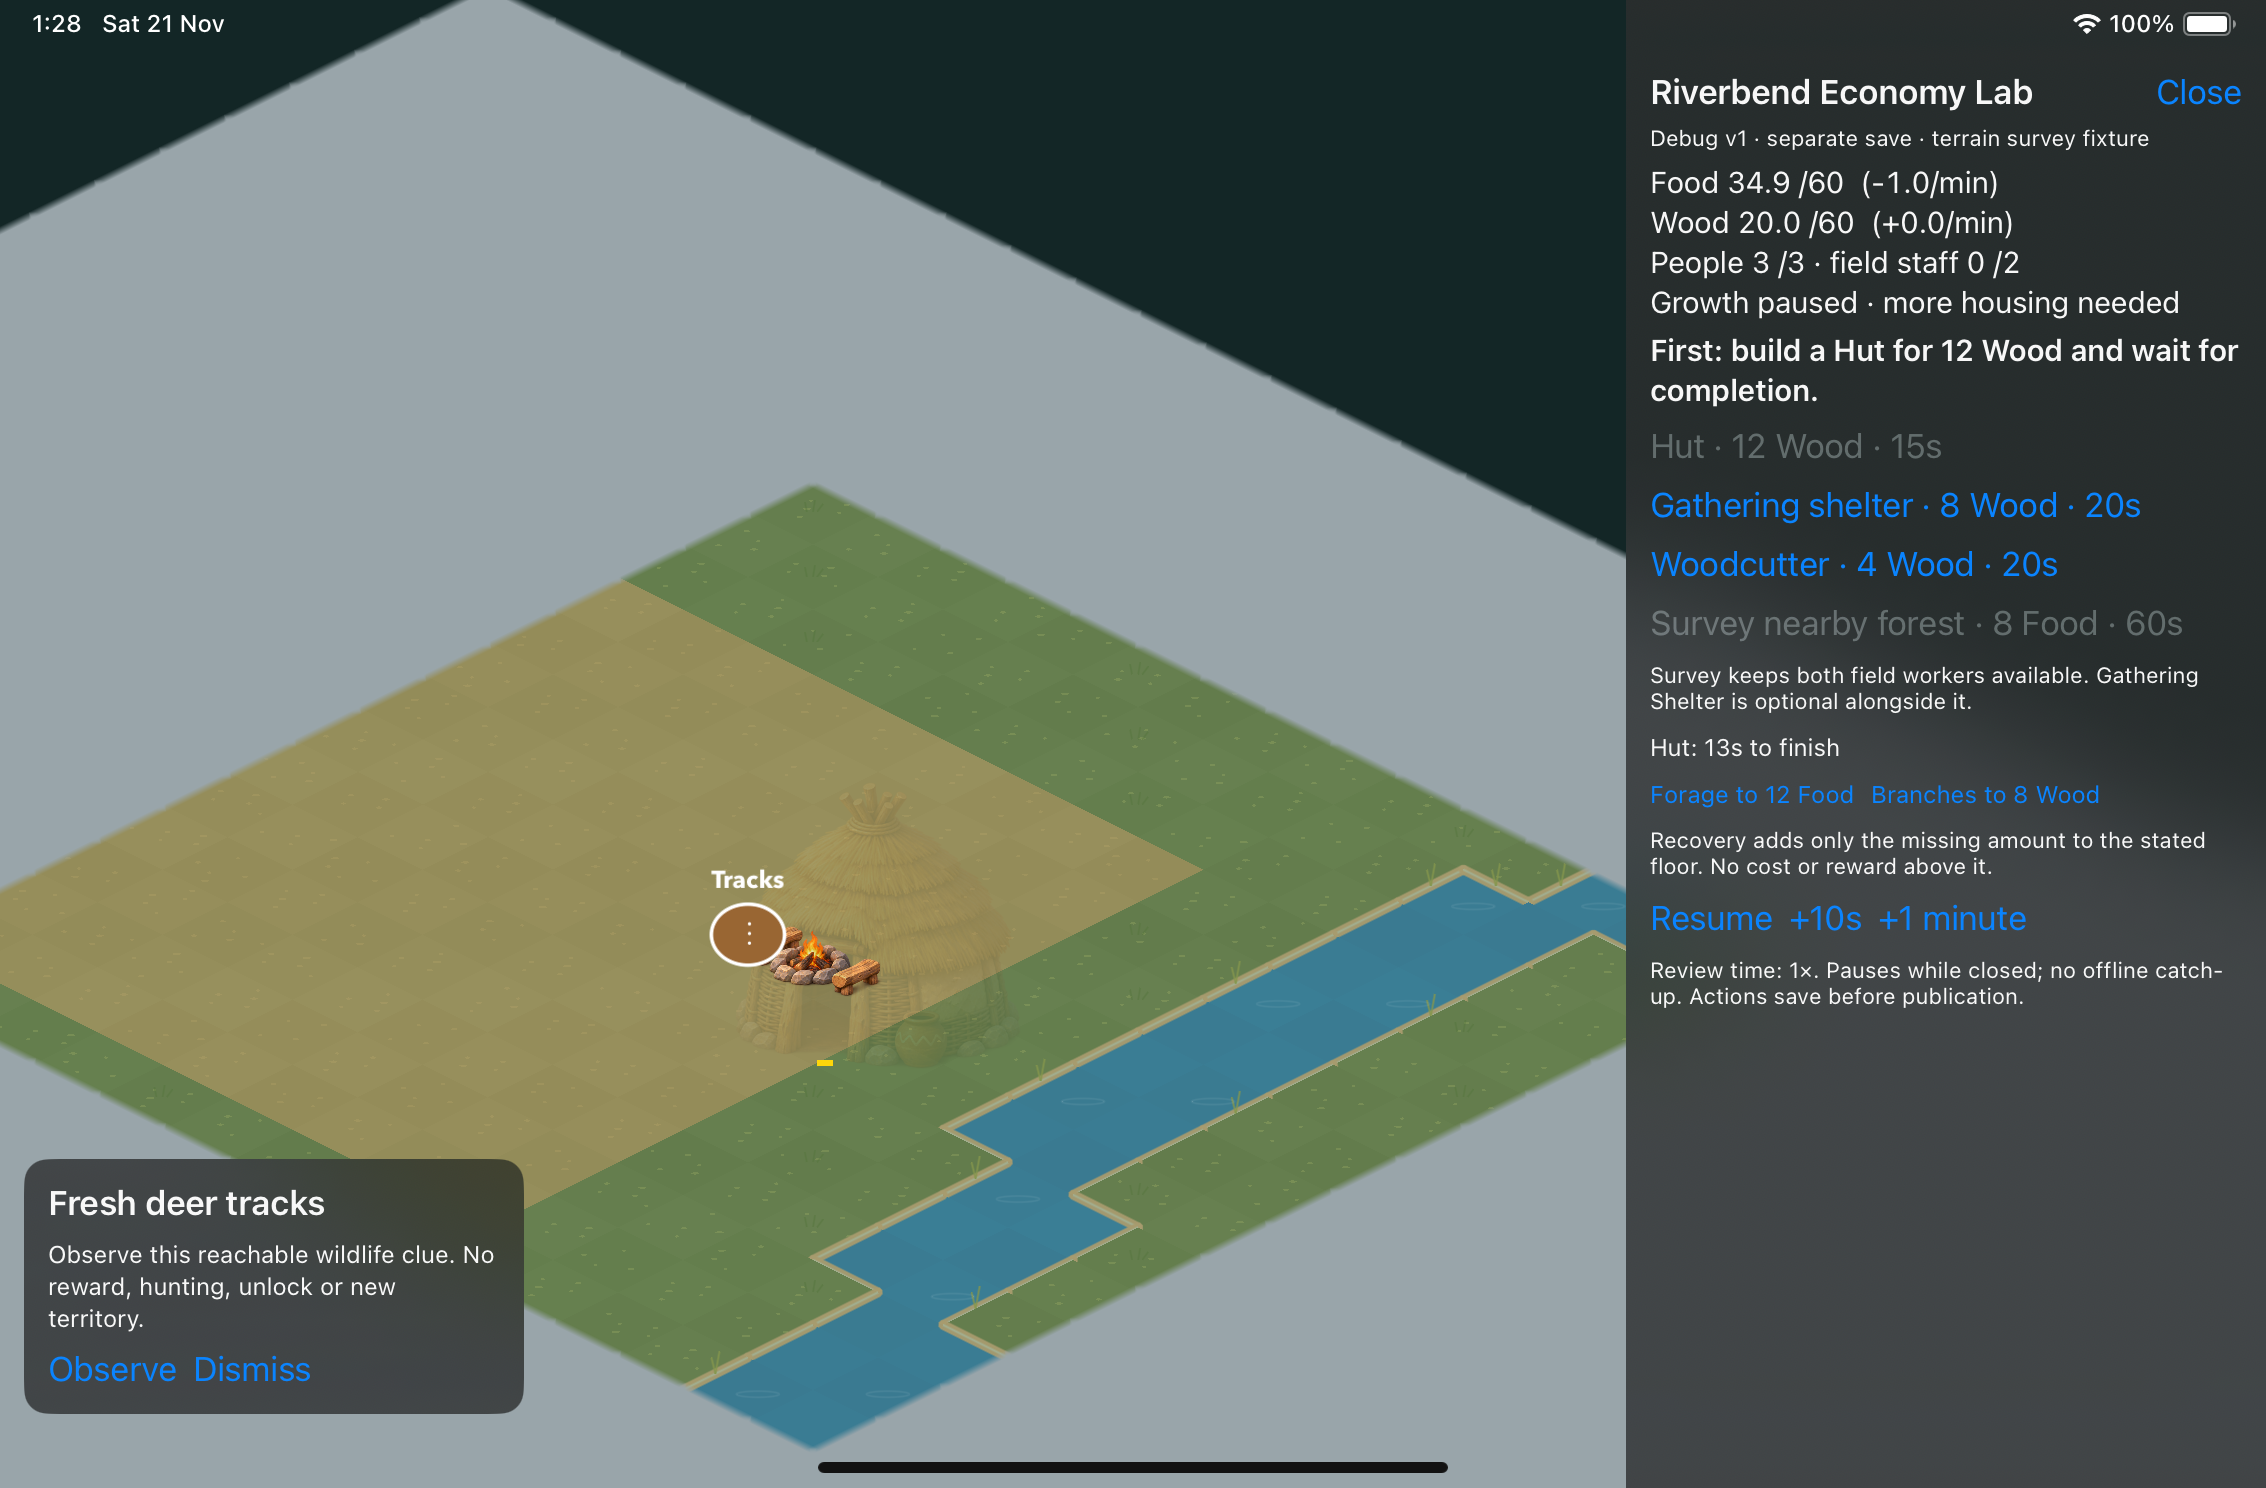 1:28 Sat 21 Nov
100%
Riverbend Economy Lab
Close
Debug v1 · separate save · terrain survey fixture
Food 34.9 /60 (-1.0/min)
Wood 20.0 /60 (+0.0/min)
People 3 /3 · field staff 0 /2
Growth paused · more housing needed
First: build a Hut for 12 Wood and wait for
completion.
Hut · 12 Wood · 15s
Gathering shelter · 8 Wood · 20s
Woodcutter · 4 Wood · 20s
Survey nearby forest · 8 Food · 60s
Survey keeps both field workers available. Gathering
Shelter is optional alongside it.
Hut: 13s to finish
Forage to 12 Food Branches to 8 Wood
Recovery adds only the missing amount to the stated
floor. No cost or reward above it.
Resume +10s +1 minute
Review time: 1×. Pauses while closed; no offline catch-
up. Actions save before publication.
Tracks
Fresh deer tracks
Observe this reachable wildlife clue. No
reward, hunting, unlock or new
territory.
Observe Dismiss